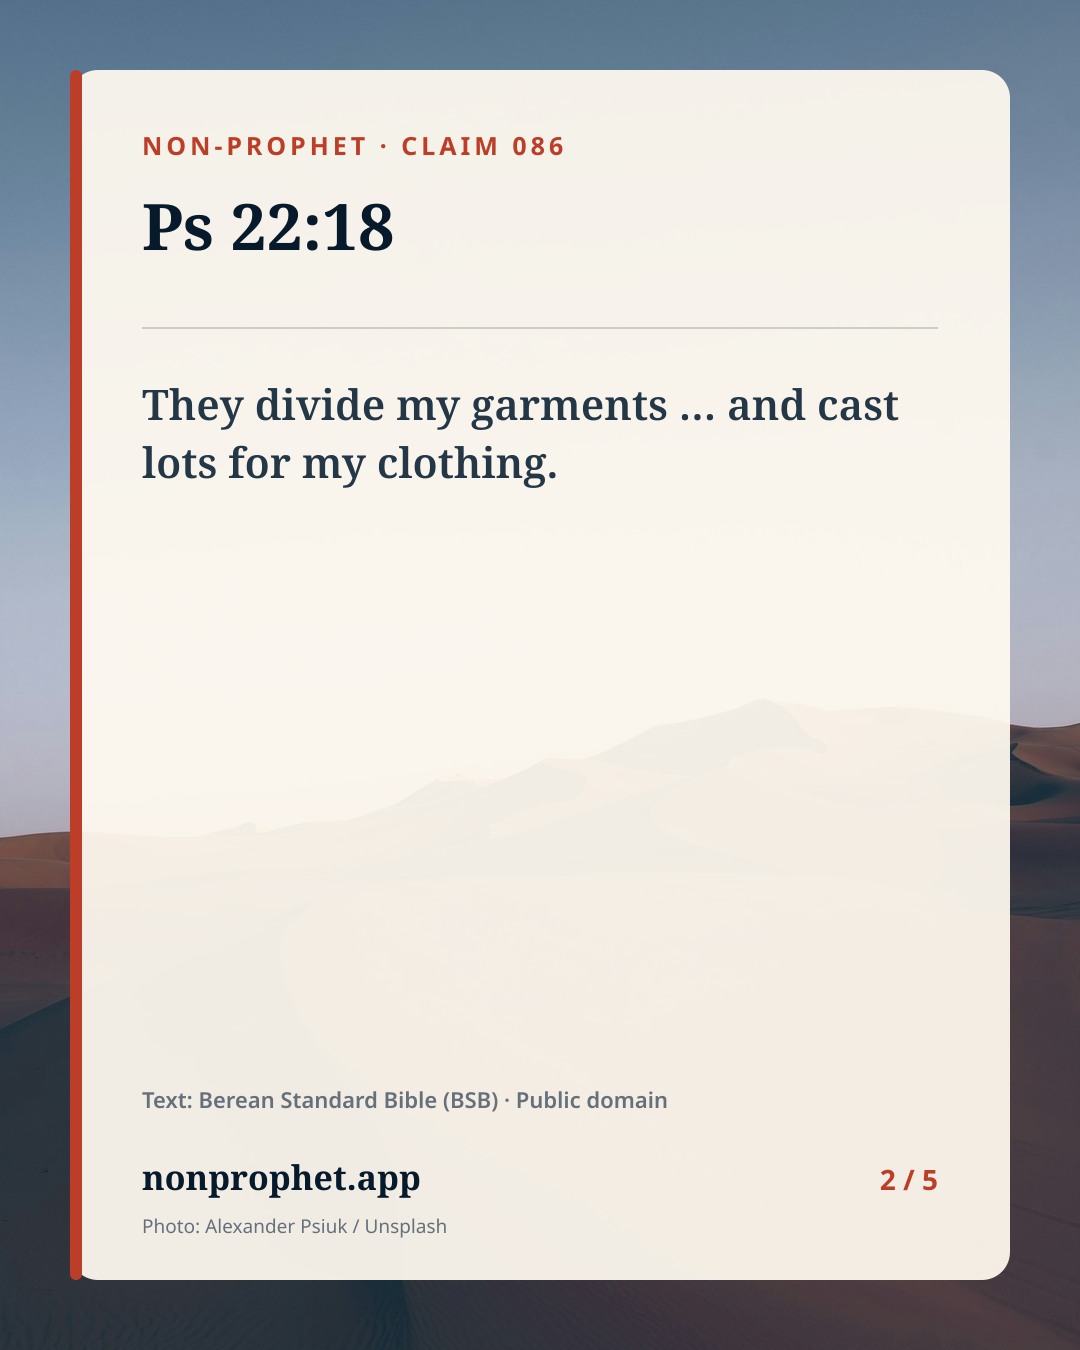 NON-PROPHET · CLAIM 086
Ps 22:18
They divide my garments ... and cast
lots for my clothing.
Text: Berean Standard Bible (BSB) · Public domain
nonprophet.app
2 / 5
Photo: Alexander Psiuk / Unsplash